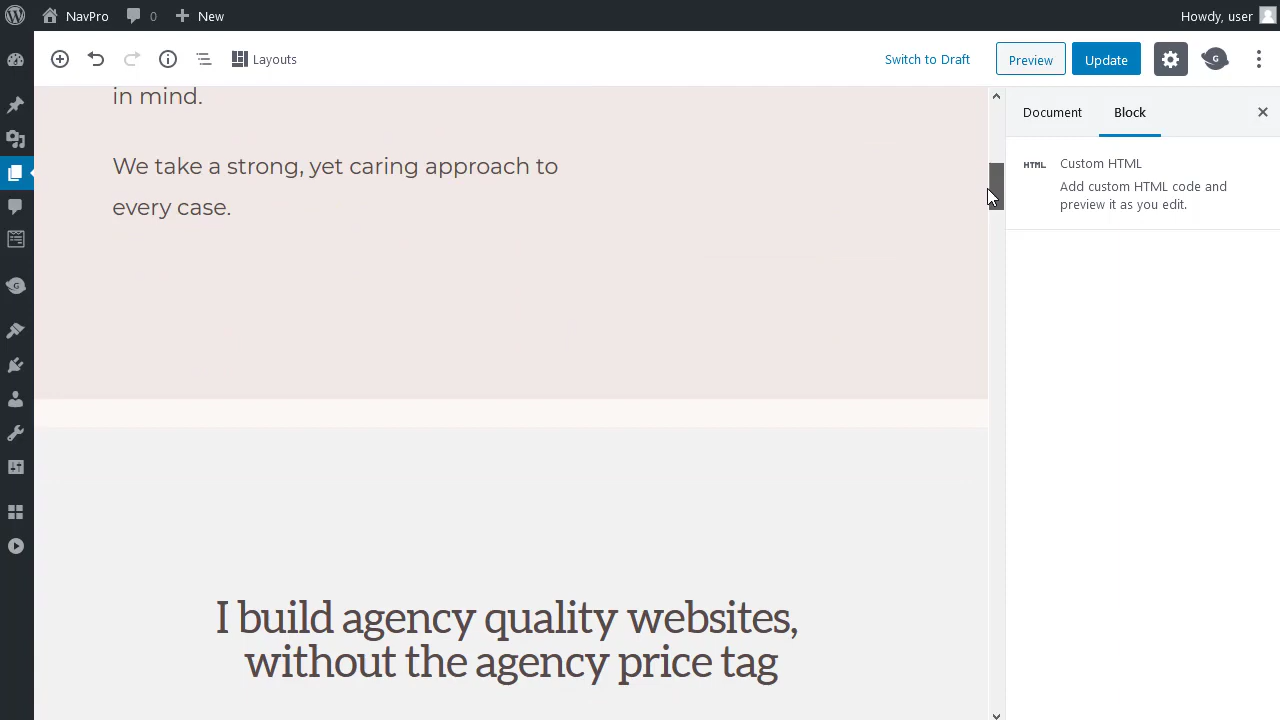 NavPro 0 New Howdy, user
Layouts Switch to Draft Preview Update G
Document Block
HTML Custom HTML
Add custom HTML code and
preview it as you edit.
in mind.
We take a strong, yet caring approach to
every case.
I build agency quality websites,
without the agency price tag